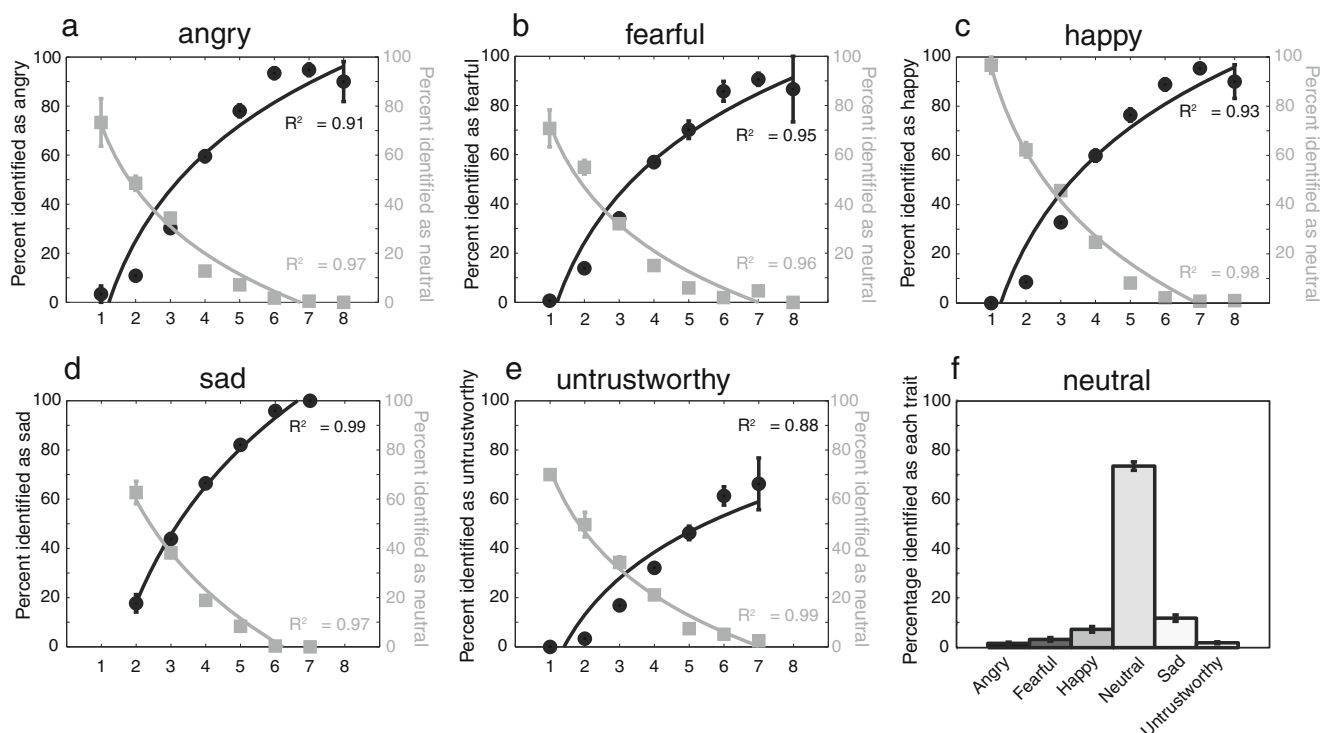 a
angry
Percent identified as angry
100
80
60
40
20
0
R² = 0.91
R² = 0.97
1 2 3 4 5 6 7 8
100
80
60
40
20
0
Percent identified as neutral
b
fearful
Percent identified as fearful
100
80
60
40
20
0
R² = 0.95
R² = 0.96
1 2 3 4 5 6 7 8
100
80
60
40
20
0
Percent identified as neutral
c
happy
Percent identified as happy
100
80
60
40
20
0
R² = 0.93
R² = 0.98
1 2 3 4 5 6 7 8
100
80
60
40
20
0
Percent identified as neutral
d
sad
Percent identified as sad
100
80
60
40
20
0
R² = 0.99
R² = 0.97
1 2 3 4 5 6 7 8
100
80
60
40
20
0
Percent identified as neutral
e
untrustworthy
Percent identified as untrustworthy
100
80
60
40
20
0
R² = 0.88
R² = 0.99
1 2 3 4 5 6 7 8
100
80
60
40
20
0
Percent identified as neutral
f
neutral
Percentage identified as each trait
100
80
60
40
20
0
Angry
Fearful
Happy
Neutral
Sad
Untrustworthy